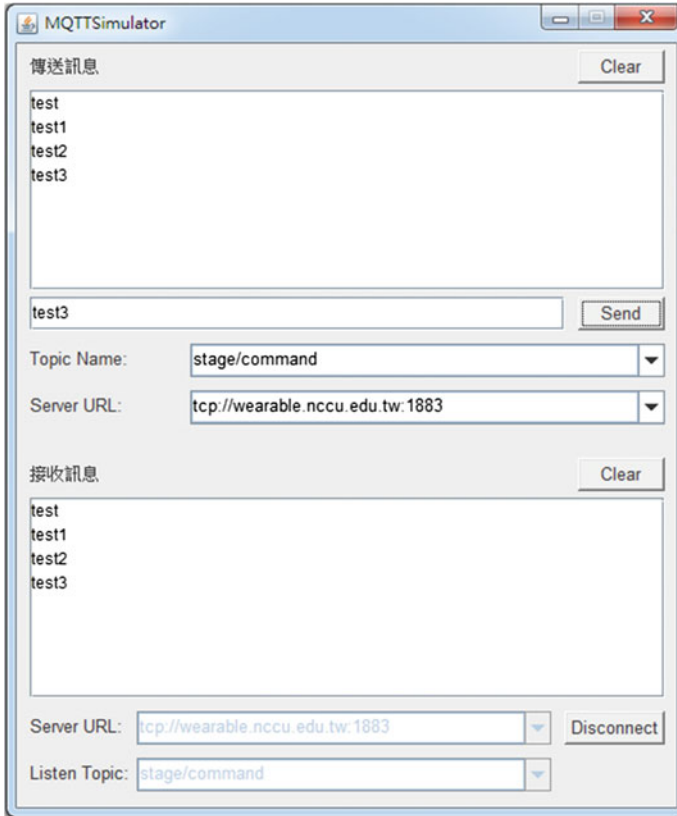 MQTTSimulator
傳送訊息 Clear
test
test1
test2
test3
test3 Send
Topic Name: stage/command
Server URL: tcp://wearable.nccu.edu.tw:1883
接收訊息 Clear
test
test1
test2
test3
Server URL: tcp://wearable.nccu.edu.tw:1883 Disconnect
Listen Topic: stage/command